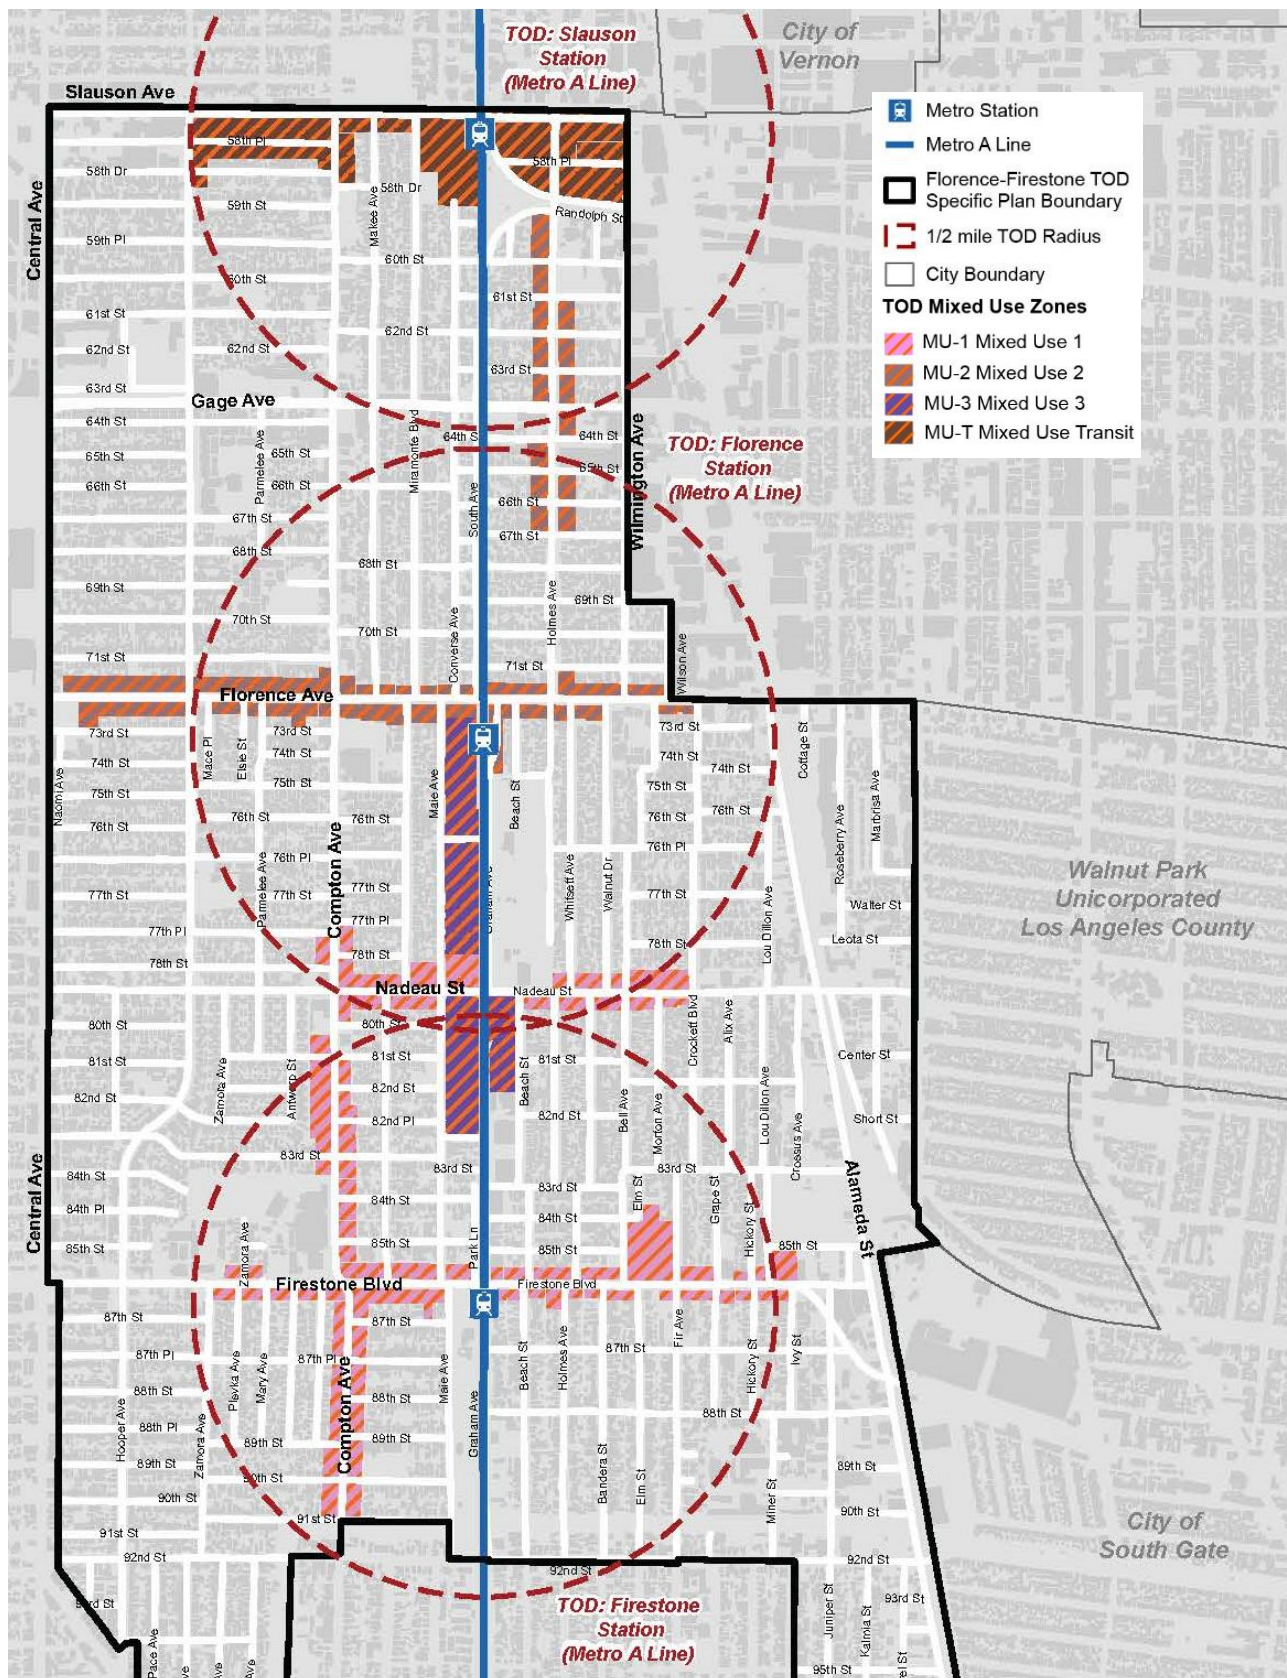 TOD: Slauson
Station
(Metro A Line)
City of
Vernon
Slauson Ave
Metro Station
Metro A Line
Florence-Firestone TOD
Specific Plan Boundary
1/2 mile TOD Radius
City Boundary
TOD Mixed Use Zones
MU-1 Mixed Use 1
MU-2 Mixed Use 2
MU-3 Mixed Use 3
MU-T Mixed Use Transit
58th Pl
58th Pl
58th Dr
58th Dr
Central Ave
Makee Ave
59th St
Randolph St
59th Pl
60th St
60th St
61st St
61st St
62nd St
62nd St
62nd St
63rd St
63rd St
Gage Ave
64th St
64th S
64th St
Miramonte Blvd
Wilmington Ave
TOD: Florence
Station
(Metro A Line)
Parmelee Ave
65th St
65th St
65th St
66th St
66th St
66th St
South Ave
67th St
67th St
68th St
68th St
69th St
69th St
Holmes Ave
70th St
70th St
Converse Ave
71st St
71st St
Wilson Ave
Florence Ave
73rd St
73rd St
73rd St
Mace Pl
Elsie St
Cottage St
74th St
74th St
74th St
74th St
Naomi Ave
75th St
75th St
75th St
Maie Ave
Beach St
Roseberry Ave
Marbrisa Ave
76th St
76th St
76th St
76th St
76th St
Compton Ave
76th Pl
76th Pl
Parmelee Ave
Graham Ave
Whitsett Ave
Walnut Dr
Lou Dillon Ave
Walnut Park
Unicorporated
Los Angeles County
77th St
77th St
77th St
77th St
Walter St
77th Pl
77th Pl
78th St
78th St
78th St
Leota St
Nadeau St
Nadeau St
80th St
80th St
Crockett Blvd
Alix Ave
81st St
81st St
81st St
Center St
Zamora Ave
Antwarp St
82nd St
82nd St
82nd St
82nd Pl
Beach St
Bell Ave
Morton Ave
Lou Dillon Ave
Croesus Ave
Short St
83rd St
83rd St
83rd St
83rd St
Central Ave
84th St
84th St
84th St
84th Pl
Elm St
Grape St
Hickory St
Alameda St
85th St
85th St
85th St
85th St
Zamora Ave
Park Ln
Firestone Blvd
Firestone Blvd
87th St
87th St
87th St
87th Pl
87th Pl
Plevka Ave
Mary Ave
Compton Ave
Maie Ave
Beach St
Holmes Ave
Fir Ave
Hickory St
Ivy St
88th St
88th St
88th St
88th Pl
Hooper Ave
Zamora Ave
Graham Ave
89th St
89th St
89th St
89th St
Bandera St
Elm St
Miner St
90th St
90th St
90th St
91st St
91st St
92nd St
92nd St
92nd St
City of
South Gate
93rd St
TOD: Firestone
Station
(Metro A Line)
Juniper St
Kalmia St
95th St
Pace Ave